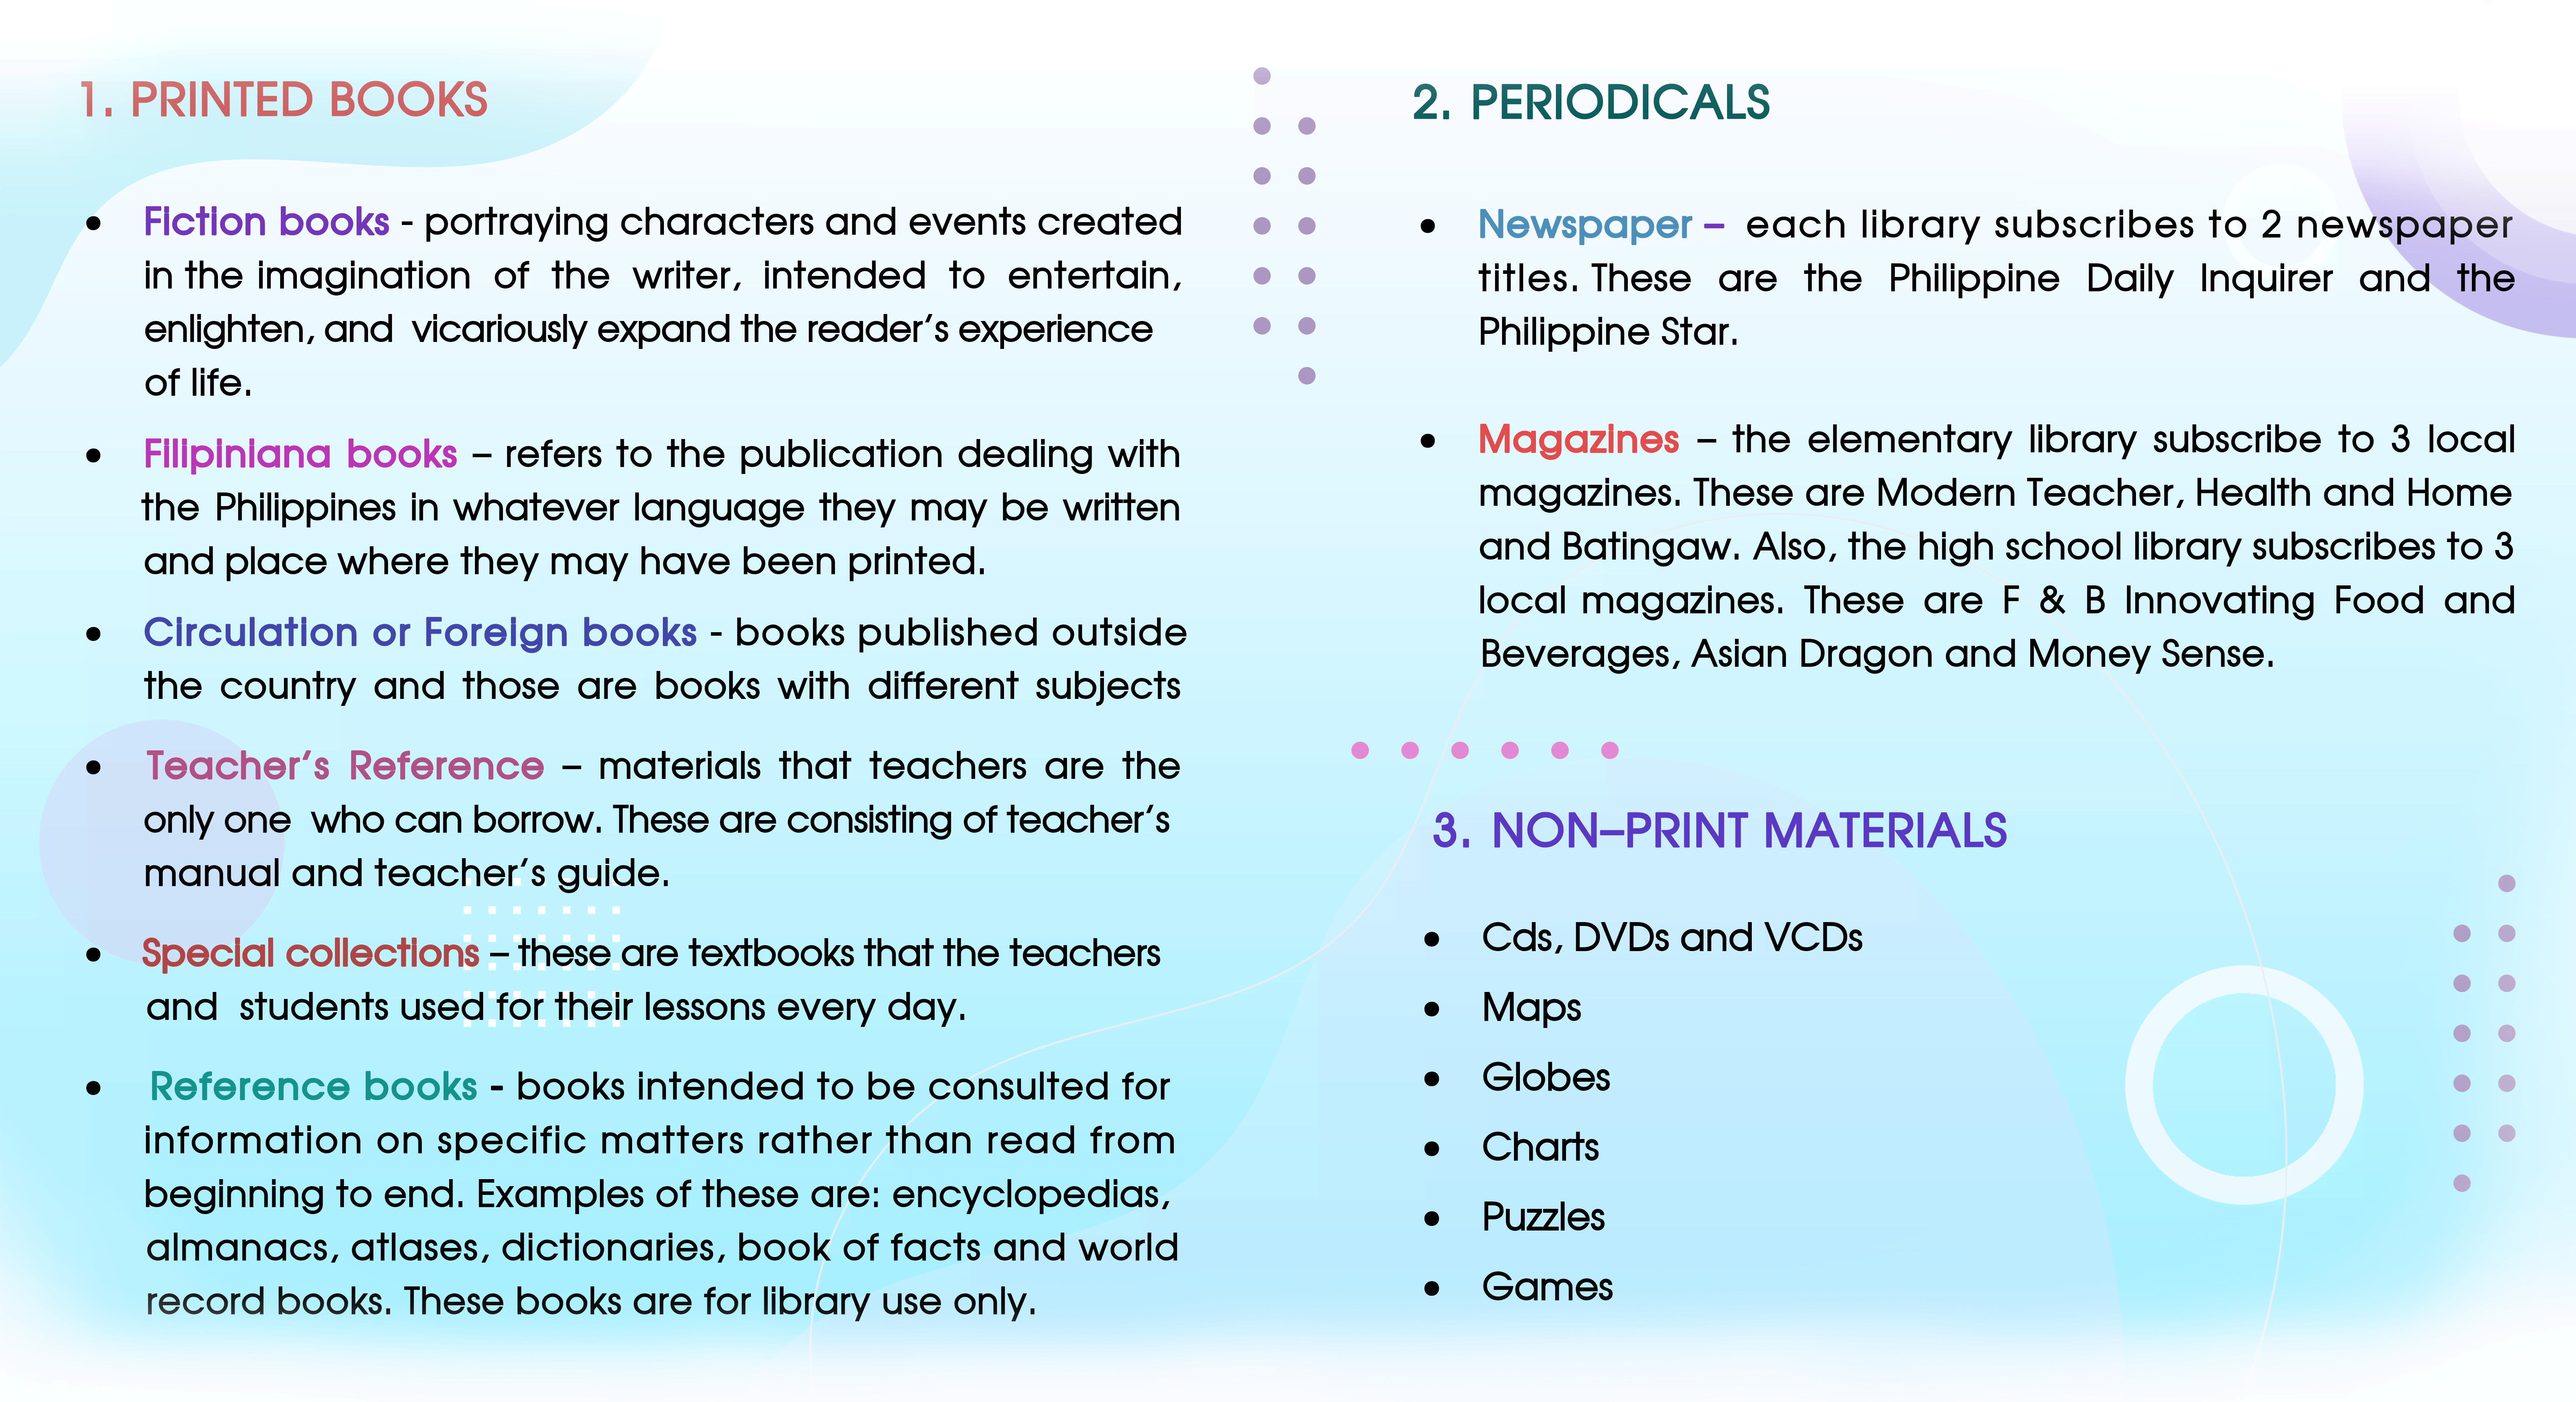 1. PRINTED BOOKS
• Fiction books - portraying characters and events created
in the imagination of the writer, intended to entertain,
enlighten, and vicariously expand the reader’s experience
of life.
• Filipiniana books – refers to the publication dealing with
the Philippines in whatever language they may be written
and place where they may have been printed.
• Circulation or Foreign books - books published outside
the country and those are books with different subjects
• Teacher’s Reference – materials that teachers are the
only one who can borrow. These are consisting of teacher’s
manual and teacher’s guide.
• Special collections – these are textbooks that the teachers
and students used for their lessons every day.
• Reference books - books intended to be consulted for
information on specific matters rather than read from
beginning to end. Examples of these are: encyclopedias,
almanacs, atlases, dictionaries, book of facts and world
record books. These books are for library use only.
2. PERIODICALS
• Newspaper – each library subscribes to 2 newspaper
titles. These are the Philippine Daily Inquirer and the
Philippine Star.
• Magazines – the elementary library subscribe to 3 local
magazines. These are Modern Teacher, Health and Home
and Batingaw. Also, the high school library subscribes to 3
local magazines. These are F & B Innovating Food and
Beverages, Asian Dragon and Money Sense.
3. NON–PRINT MATERIALS
• Cds, DVDs and VCDs
• Maps
• Globes
• Charts
• Puzzles
• Games